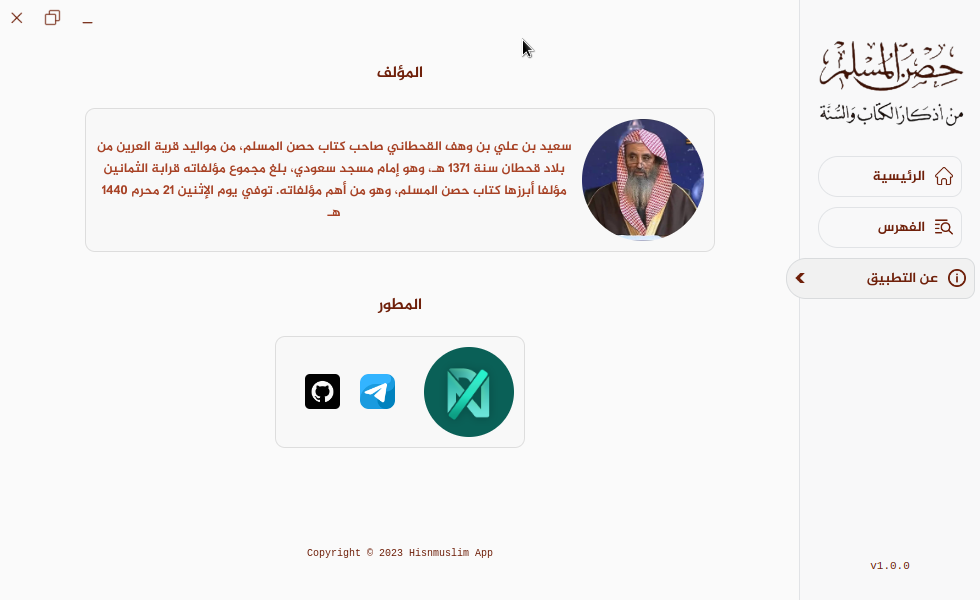 حصن المسلم
من أذكار الكتاب والسنة
الرئيسية
الفهرس
عن التطبيق
المؤلف
سعيد بن علي بن وهف القحطاني صاحب كتاب حصن المسلم، من مواليد قرية العرين من
بلاد قحطان سنة 1371 هـ، وهو إمام مسجد سعودي، بلغ مجموع مؤلفاته قرابة الثمانين
مؤلفا أبرزها كتاب حصن المسلم، وهو من أهم مؤلفاته. توفي يوم الإثنين 21 محرم 1440
هـ
المطور
Copyright © 2023 Hisnmuslim App
v1.0.0